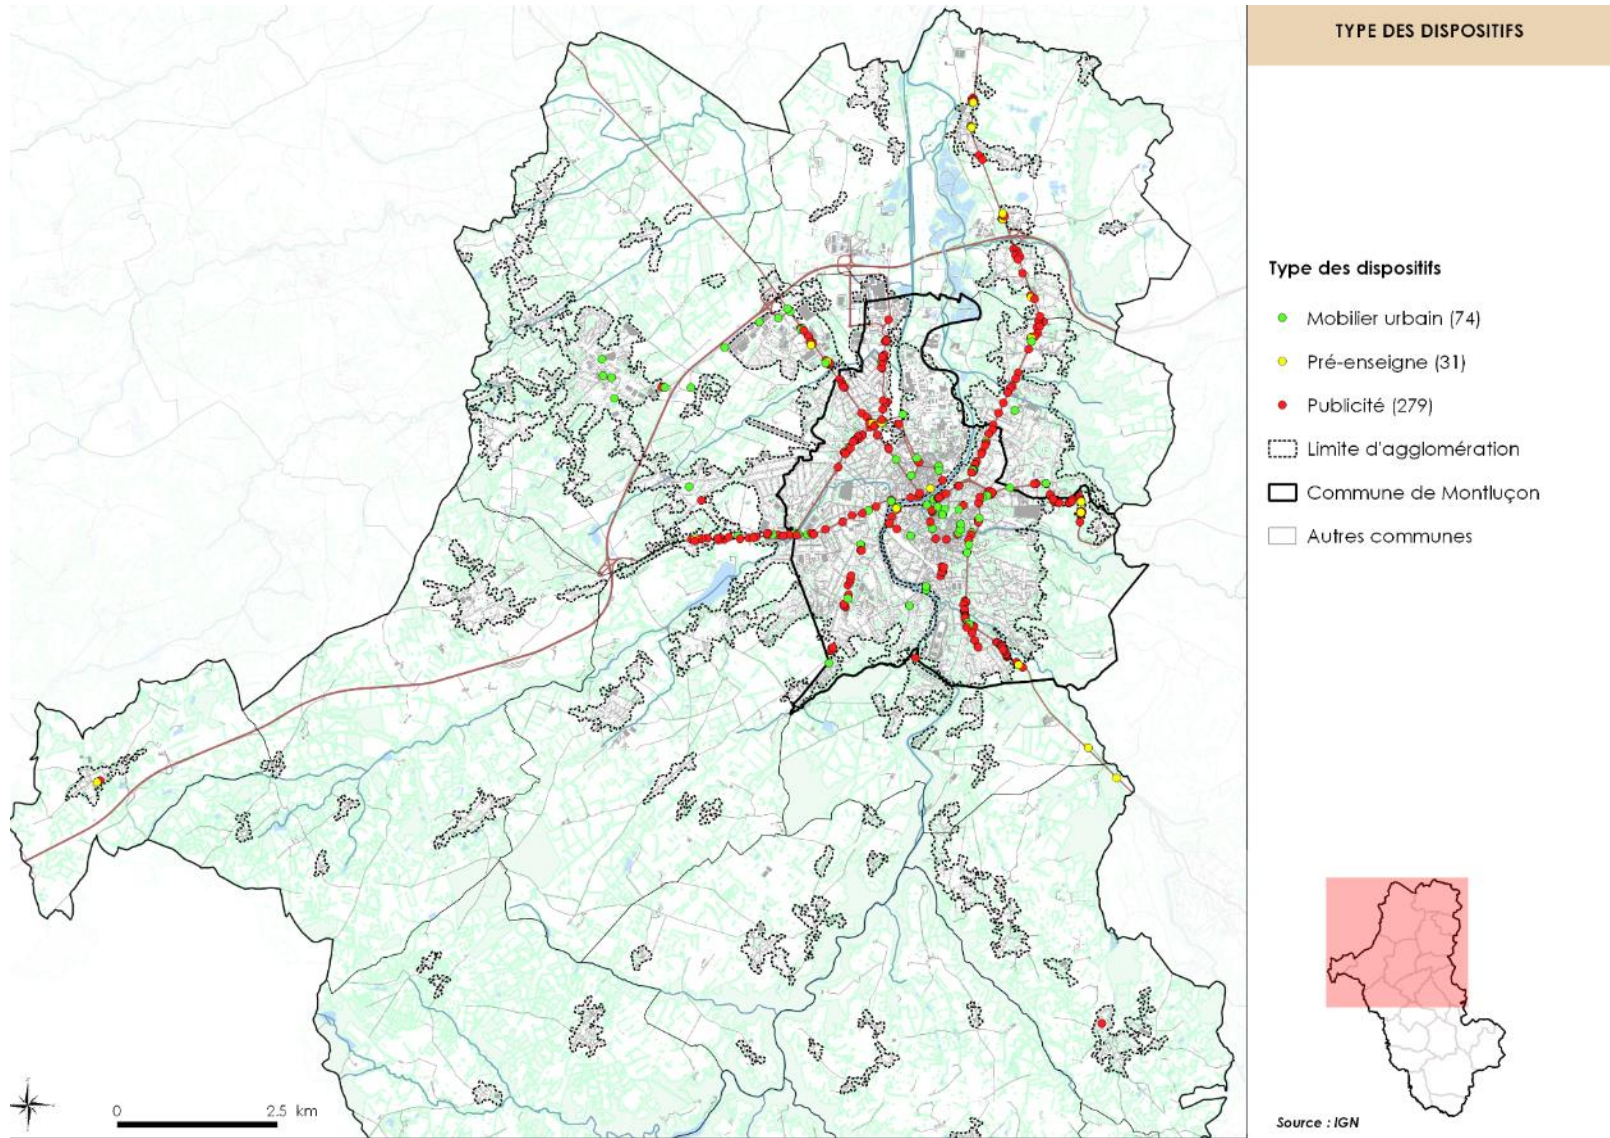 TYPE DES DISPOSITIFS
Type des dispositifs
Mobilier urbain (74)
Pré-enseigne (31)
Publicité (279)
Limite d'agglomération
Commune de Montluçon
Autres communes
0 2.5 km
Source : IGN